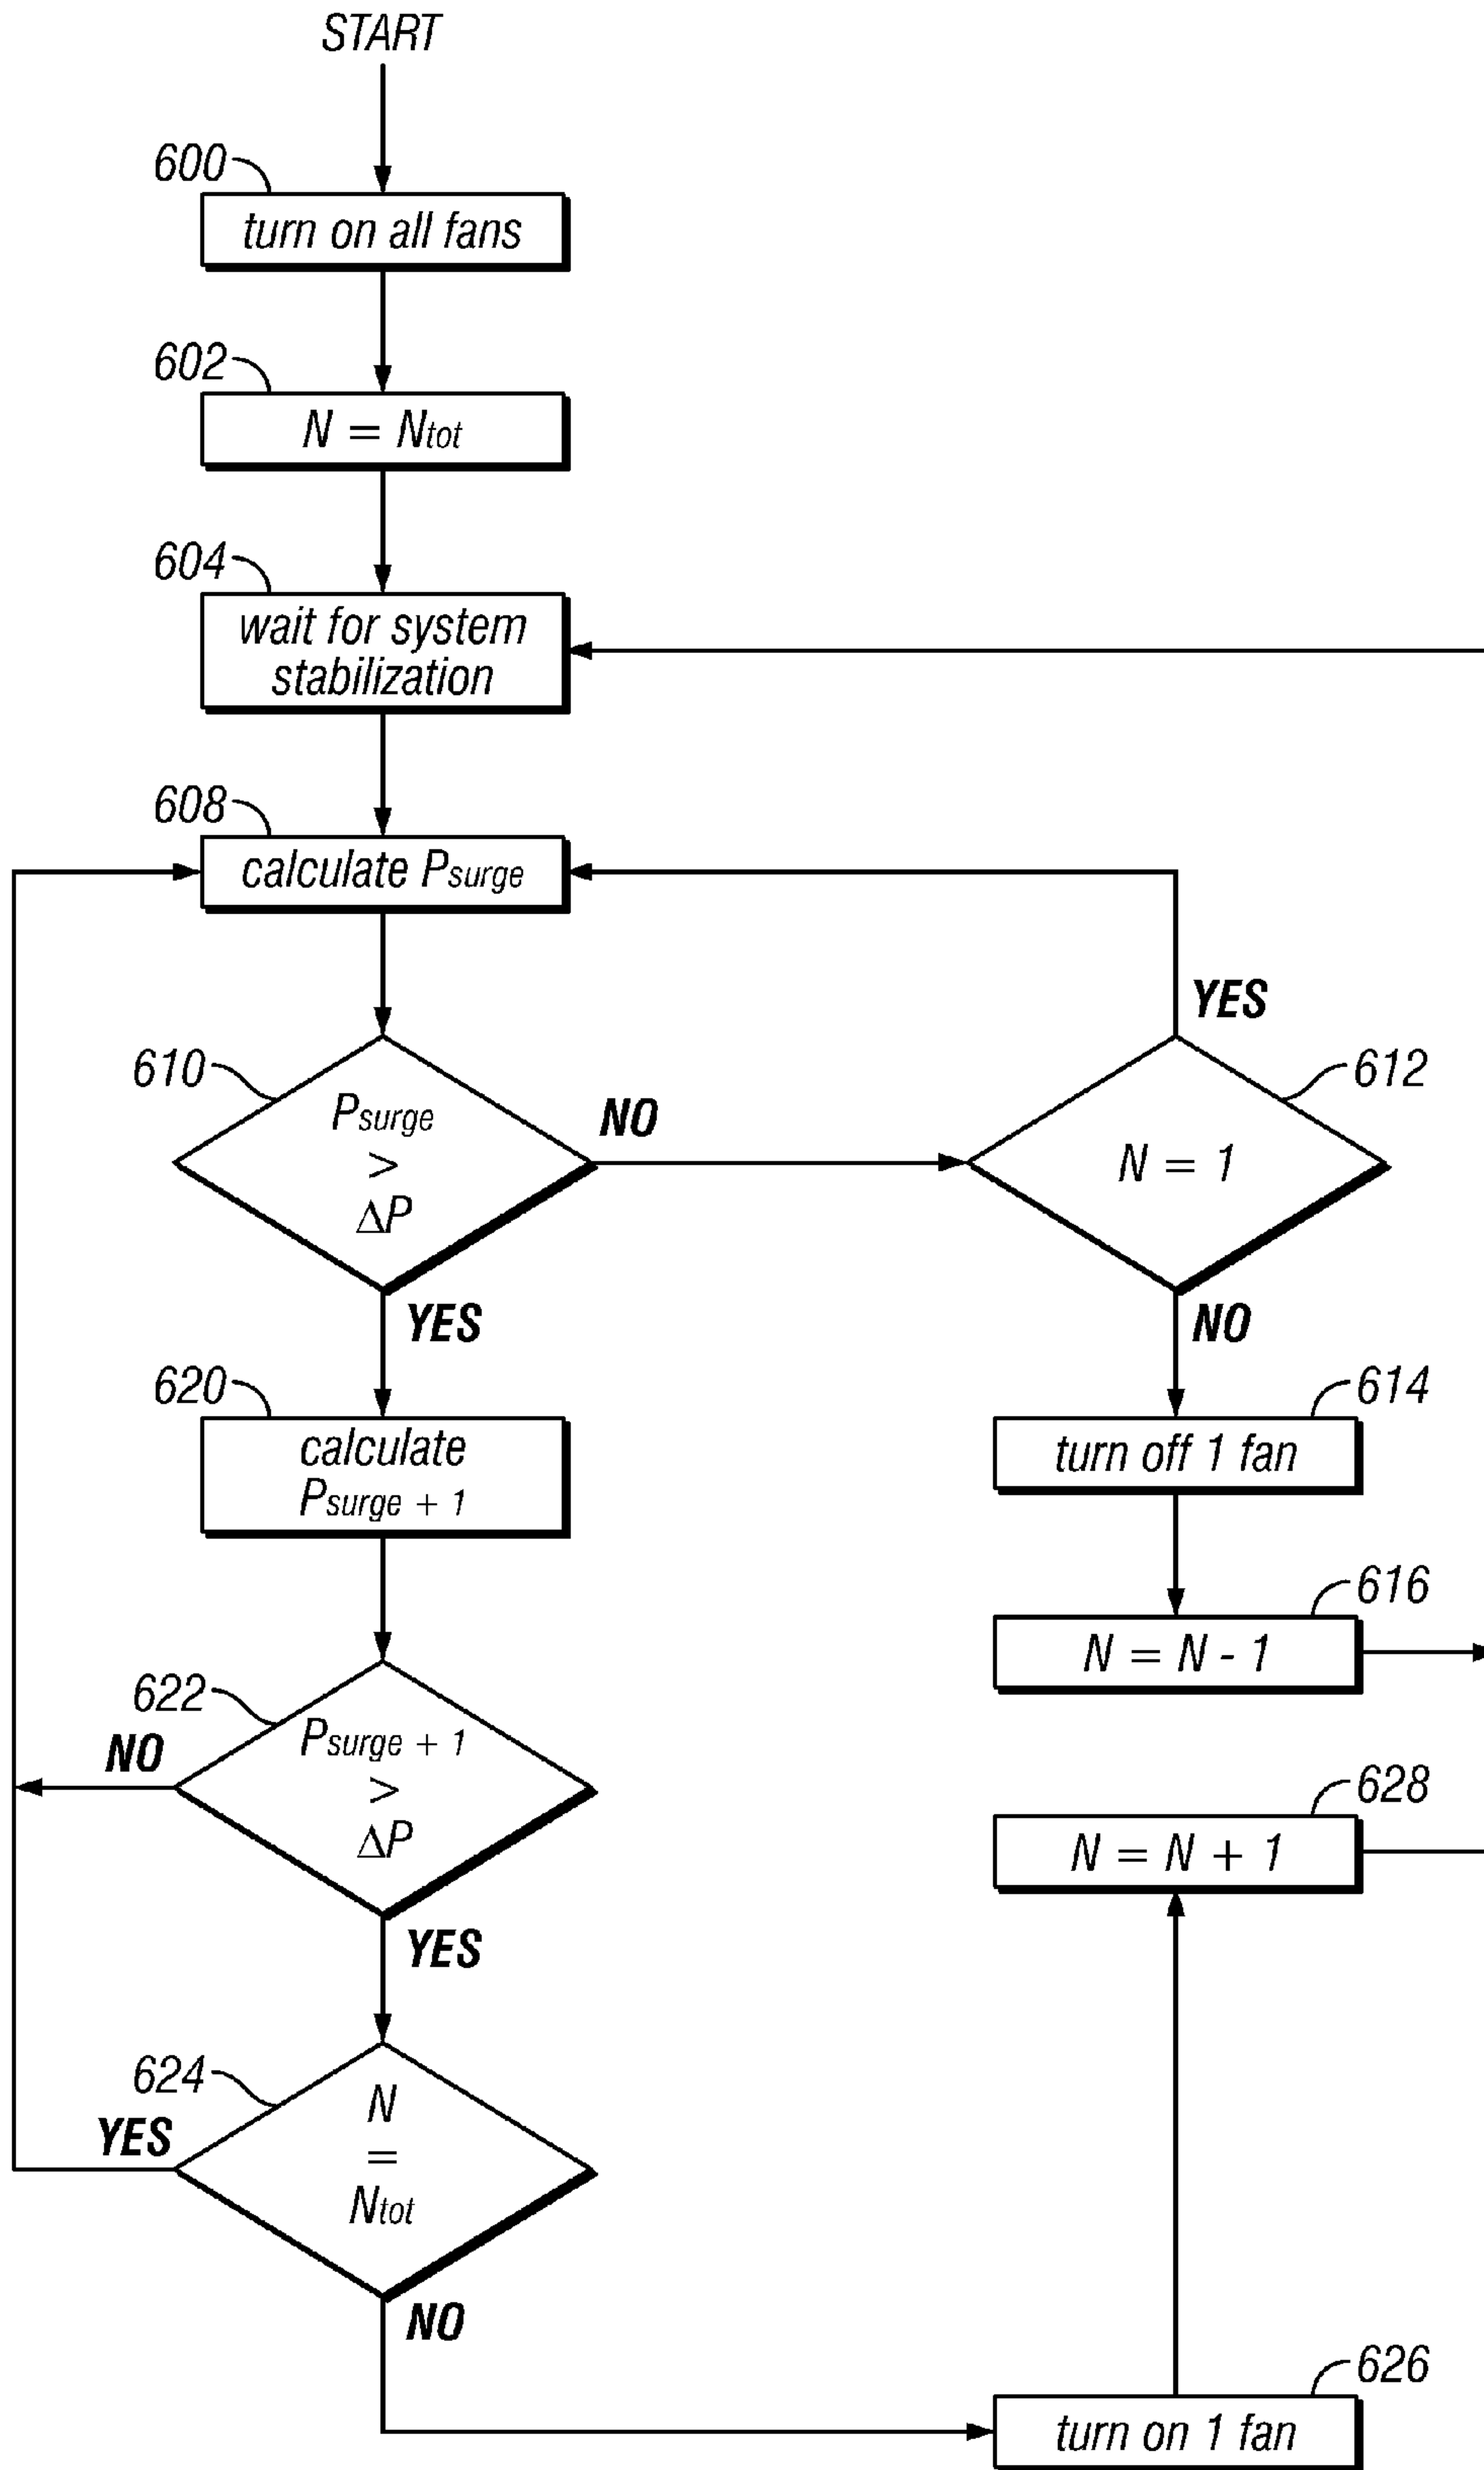 START
600
turn on all fans
602
N = Ntot
604
wait for system
stabilization
608
calculate Psurge
YES
610
612
Psurge
>
ΔP
NO
N = 1
YES
NO
620
614
calculate
Psurge + 1
turn off 1 fan
616
N = N - 1
622
Psurge + 1
>
ΔP
NO
628
N = N + 1
YES
624
N
=
Ntot
YES
NO
626
turn on 1 fan